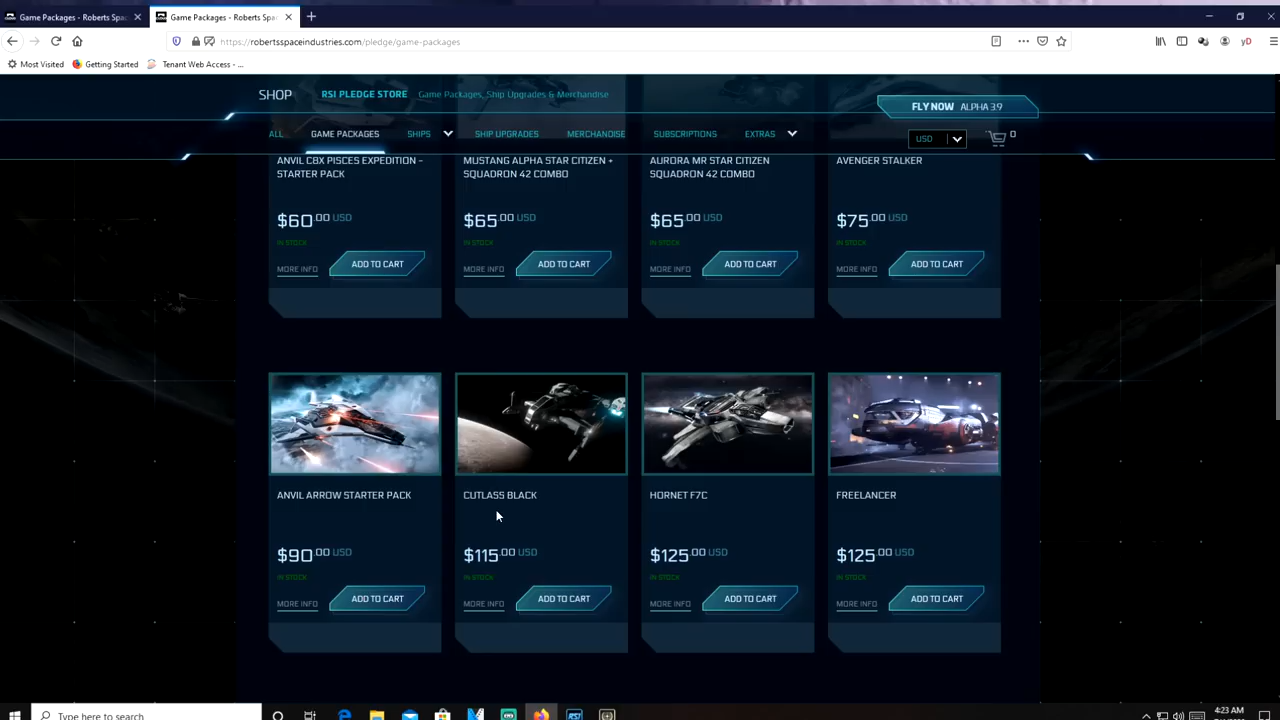 Game Packages - Roberts Spac
Game Packages - Roberts Spac
https://robertsspaceindustries.com/pledge/game-packages
Most Visited
Getting Started
Tenant Web Access - ...
SHOP
RSI PLEDGE STORE
Game Packages, Ship Upgrades & Merchandise
FLY NOW ALPHA 3.9
ALL
GAME PACKAGES
SHIPS
SHIP UPGRADES
MERCHANDISE
SUBSCRIPTIONS
EXTRAS
USD
0
ANVIL C8X PISCES EXPEDITION -
STARTER PACK
MUSTANG ALPHA STAR CITIZEN +
SQUADRON 42 COMBO
AURORA MR STAR CITIZEN
SQUADRON 42 COMBO
AVENGER STALKER
$60.00 USD
$65.00 USD
$65.00 USD
$75.00 USD
IN STOCK
IN STOCK
IN STOCK
IN STOCK
MORE INFO
ADD TO CART
MORE INFO
ADD TO CART
MORE INFO
ADD TO CART
MORE INFO
ADD TO CART
ANVIL ARROW STARTER PACK
CUTLASS BLACK
HORNET F7C
FREELANCER
$90.00 USD
$115.00 USD
$125.00 USD
$125.00 USD
IN STOCK
IN STOCK
IN STOCK
IN STOCK
MORE INFO
ADD TO CART
MORE INFO
ADD TO CART
MORE INFO
ADD TO CART
MORE INFO
ADD TO CART
Type here to search
4:23 AM